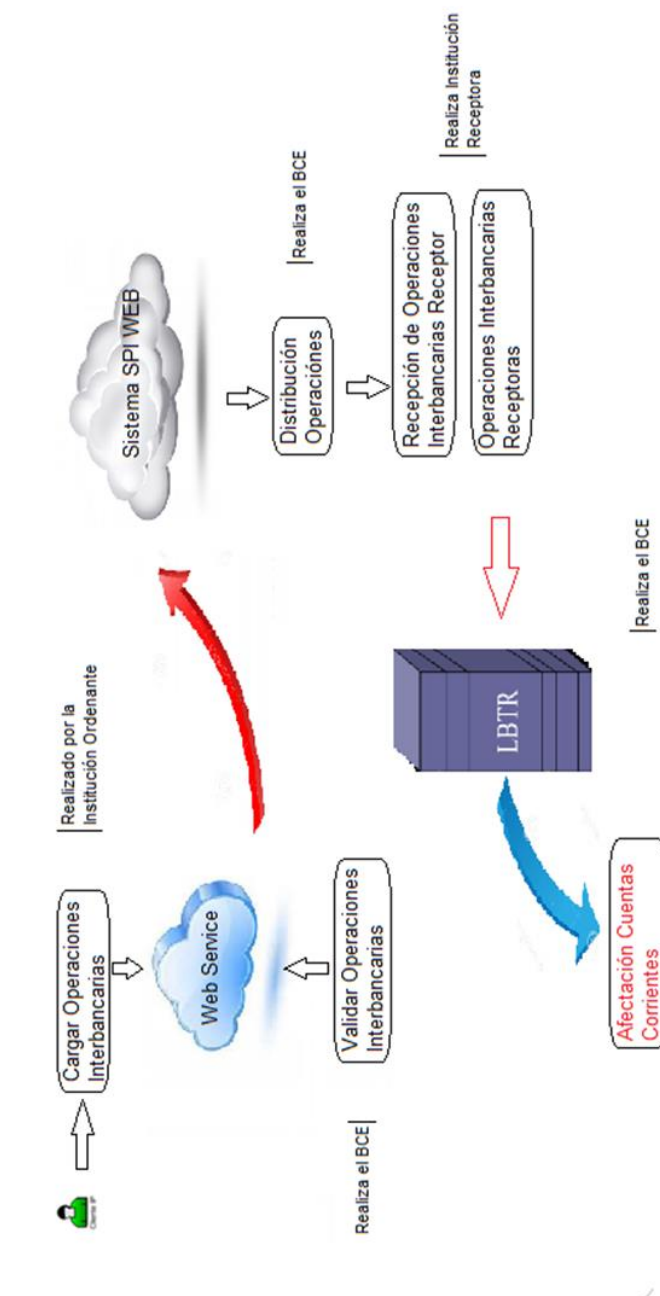 Cliente IP
Cargar Operaciones
Interbancarias
Realizado por la
Institución Ordenante
Web Service
Sistema SPI WEB
Validar Operaciones
Interbancarias
Realiza el BCE
Distribución
Operaciónes
Realiza el BCE
Recepción de Operaciones
Interbancarias Receptor
Operaciones Interbancarias
Receptoras
Realiza Institución
Receptora
LBTR
Realiza el BCE
Afectación Cuentas
Corrientes